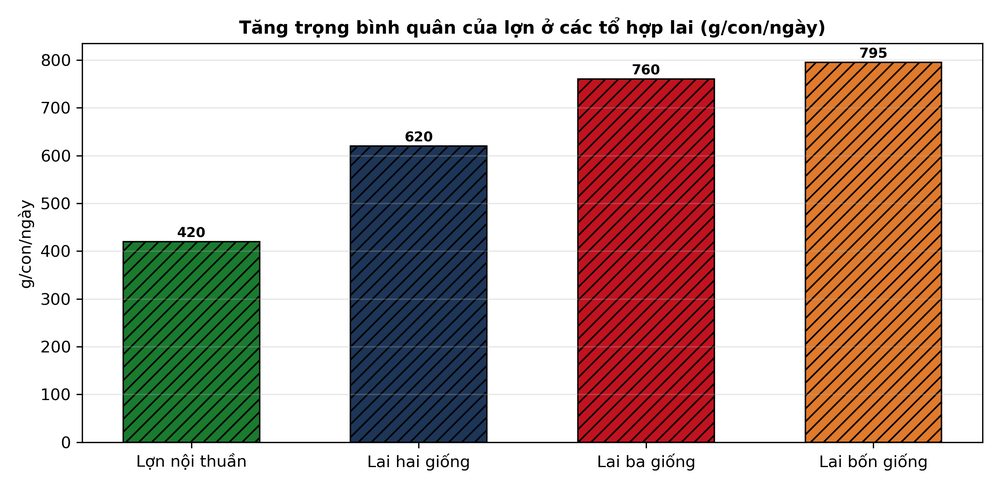 Tăng trọng bình quân của lợn ở các tổ hợp lai (g/con/ngày)
g/con/ngày
800
700
600
500
400
300
200
100
0
420
620
760
795
Lợn nội thuần
Lai hai giống
Lai ba giống
Lai bốn giống